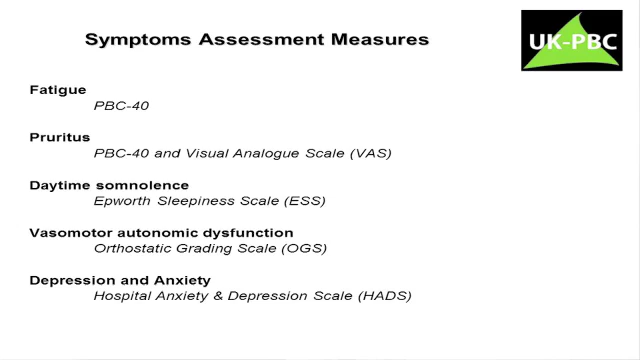 Symptoms Assessment Measures
UK-PBC
Fatigue
PBC-40
Pruritus
PBC-40 and Visual Analogue Scale (VAS)
Daytime somnolence
Epworth Sleepiness Scale (ESS)
Vasomotor autonomic dysfunction
Orthostatic Grading Scale (OGS)
Depression and Anxiety
Hospital Anxiety & Depression Scale (HADS)